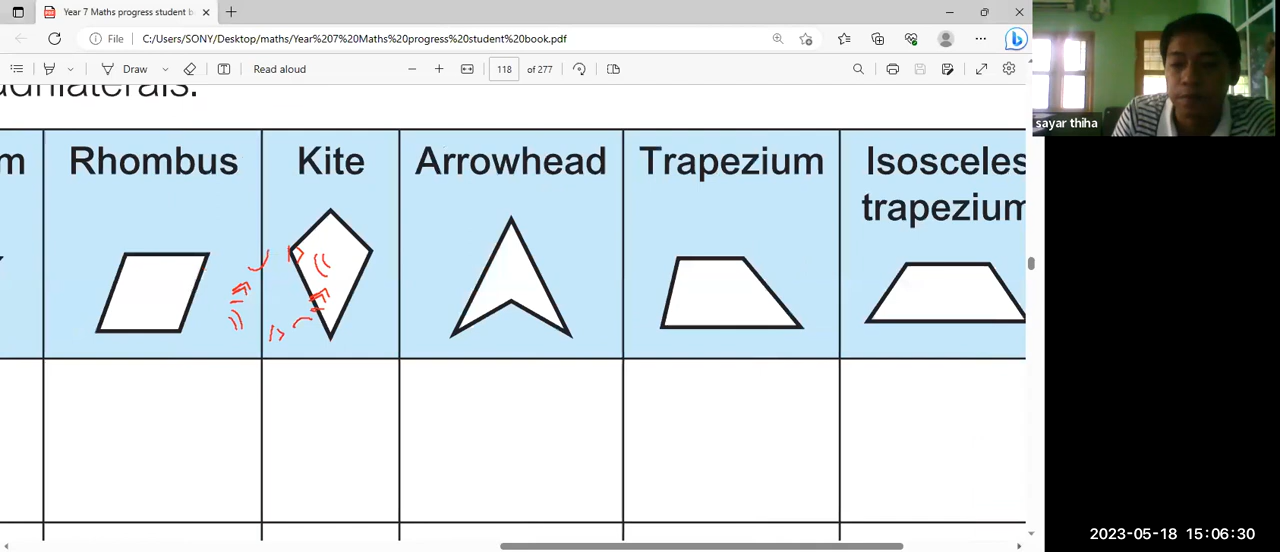 Year 7 Maths progress student b
File
C:/Users/SONY/Desktop/maths/Year%207%20Maths%20progress%20student%20book.pdf
Draw
Read aloud
118 of 277
adrilaterals.
m
Rhombus
Kite
Arrowhead
Trapezium
Isosceles
trapezium
sayar thiha
2023-05-18 15:06:30